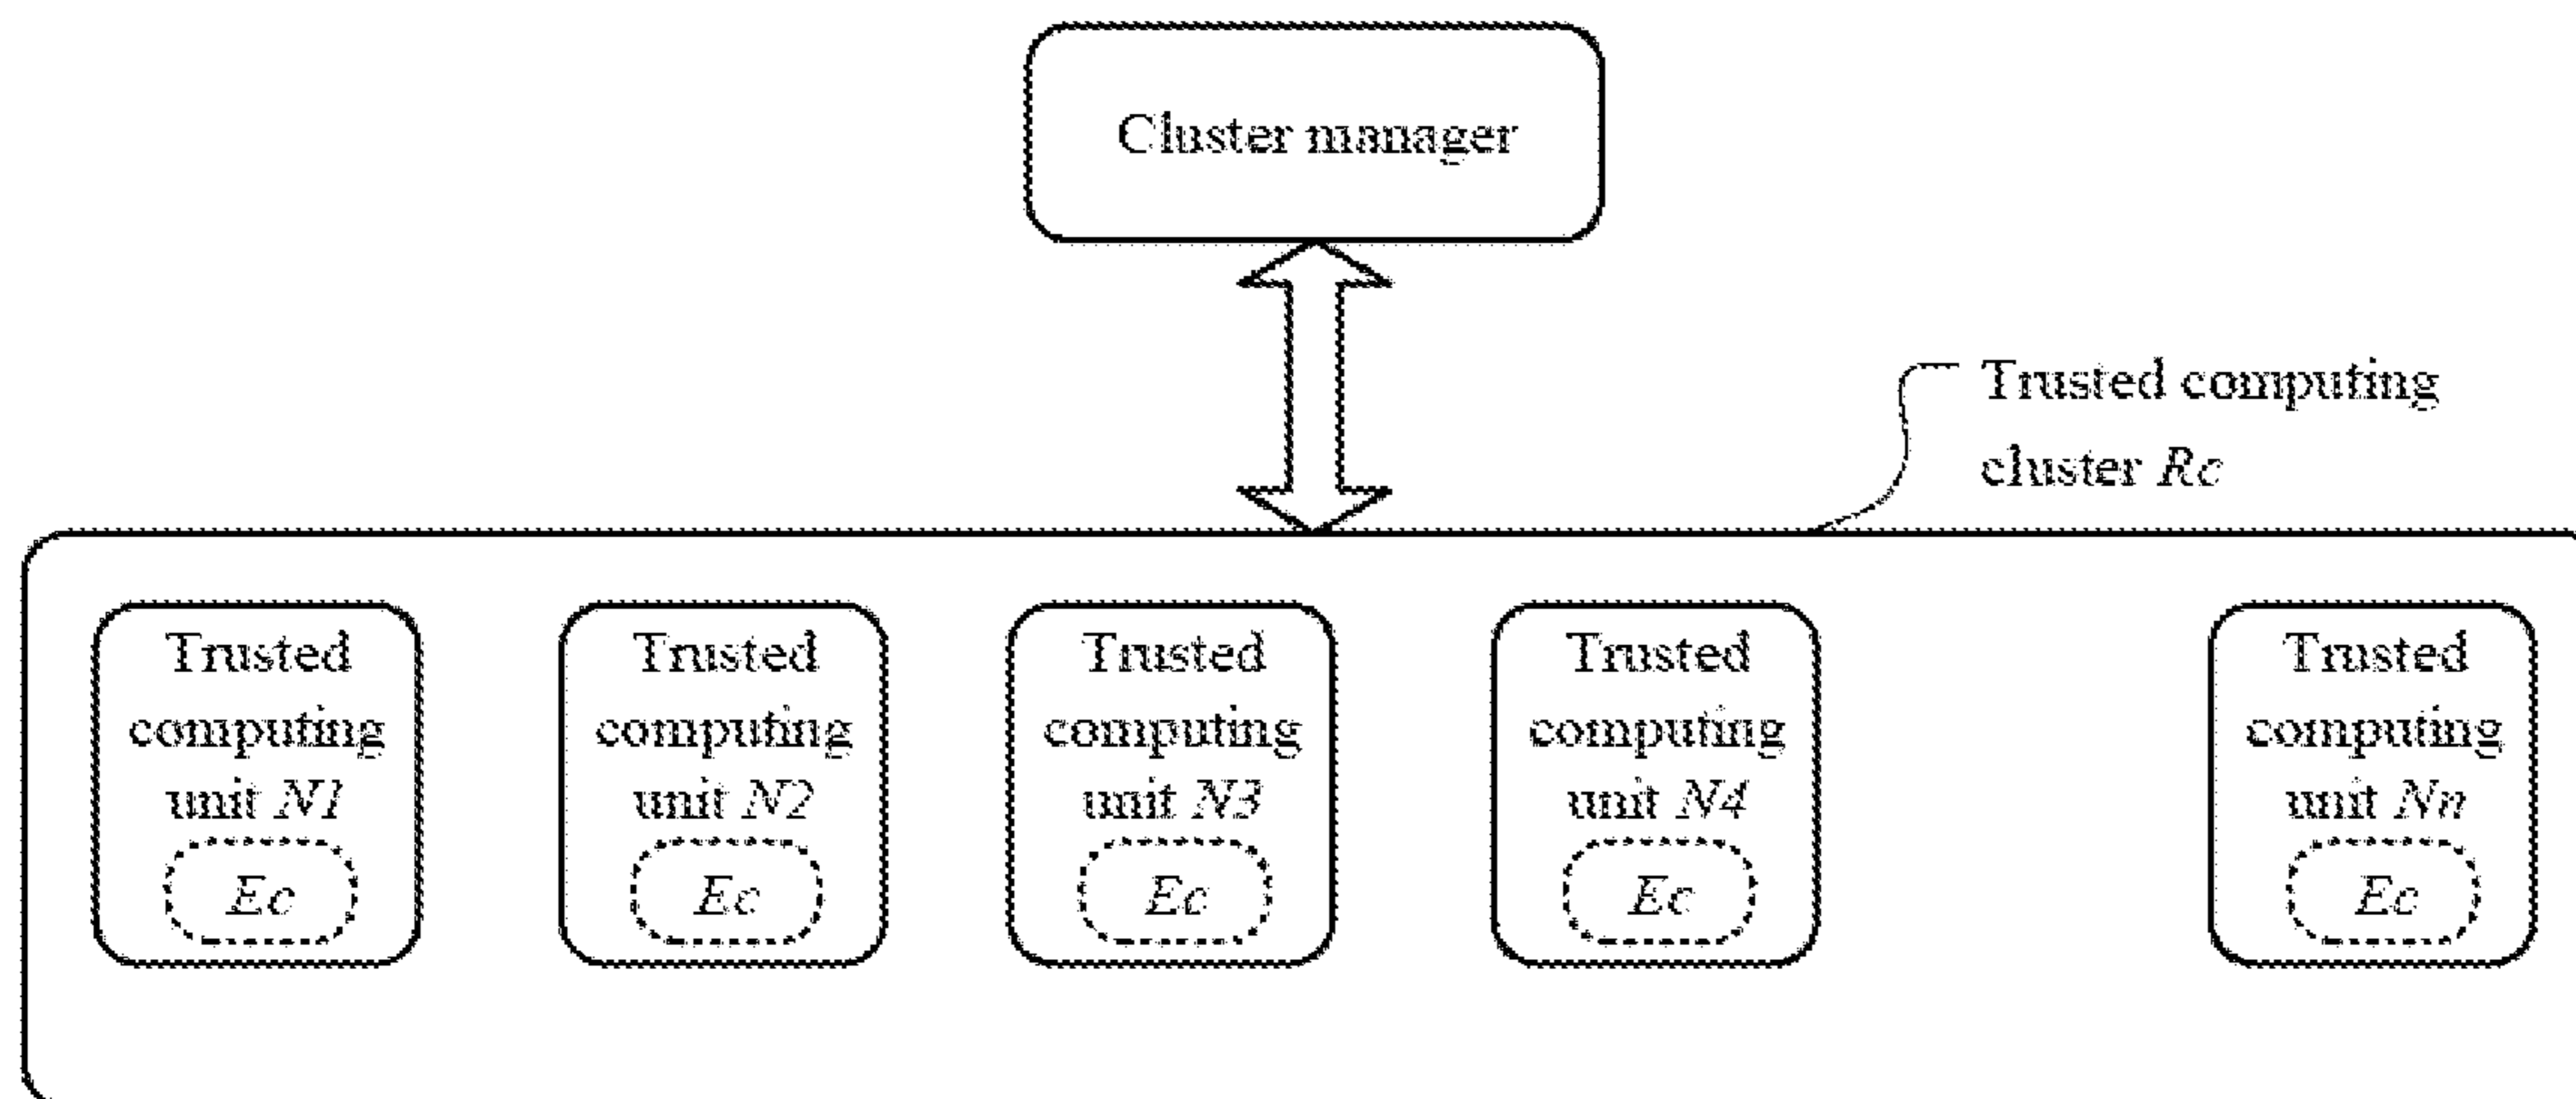 Cluster manager
Trusted computing
cluster Rc
Trusted
computing
unit N1
Ec
Trusted
computing
unit N2
Ec
Trusted
computing
unit N3
Ec
Trusted
computing
unit N4
Ec
Trusted
computing
unit Nn
Ec